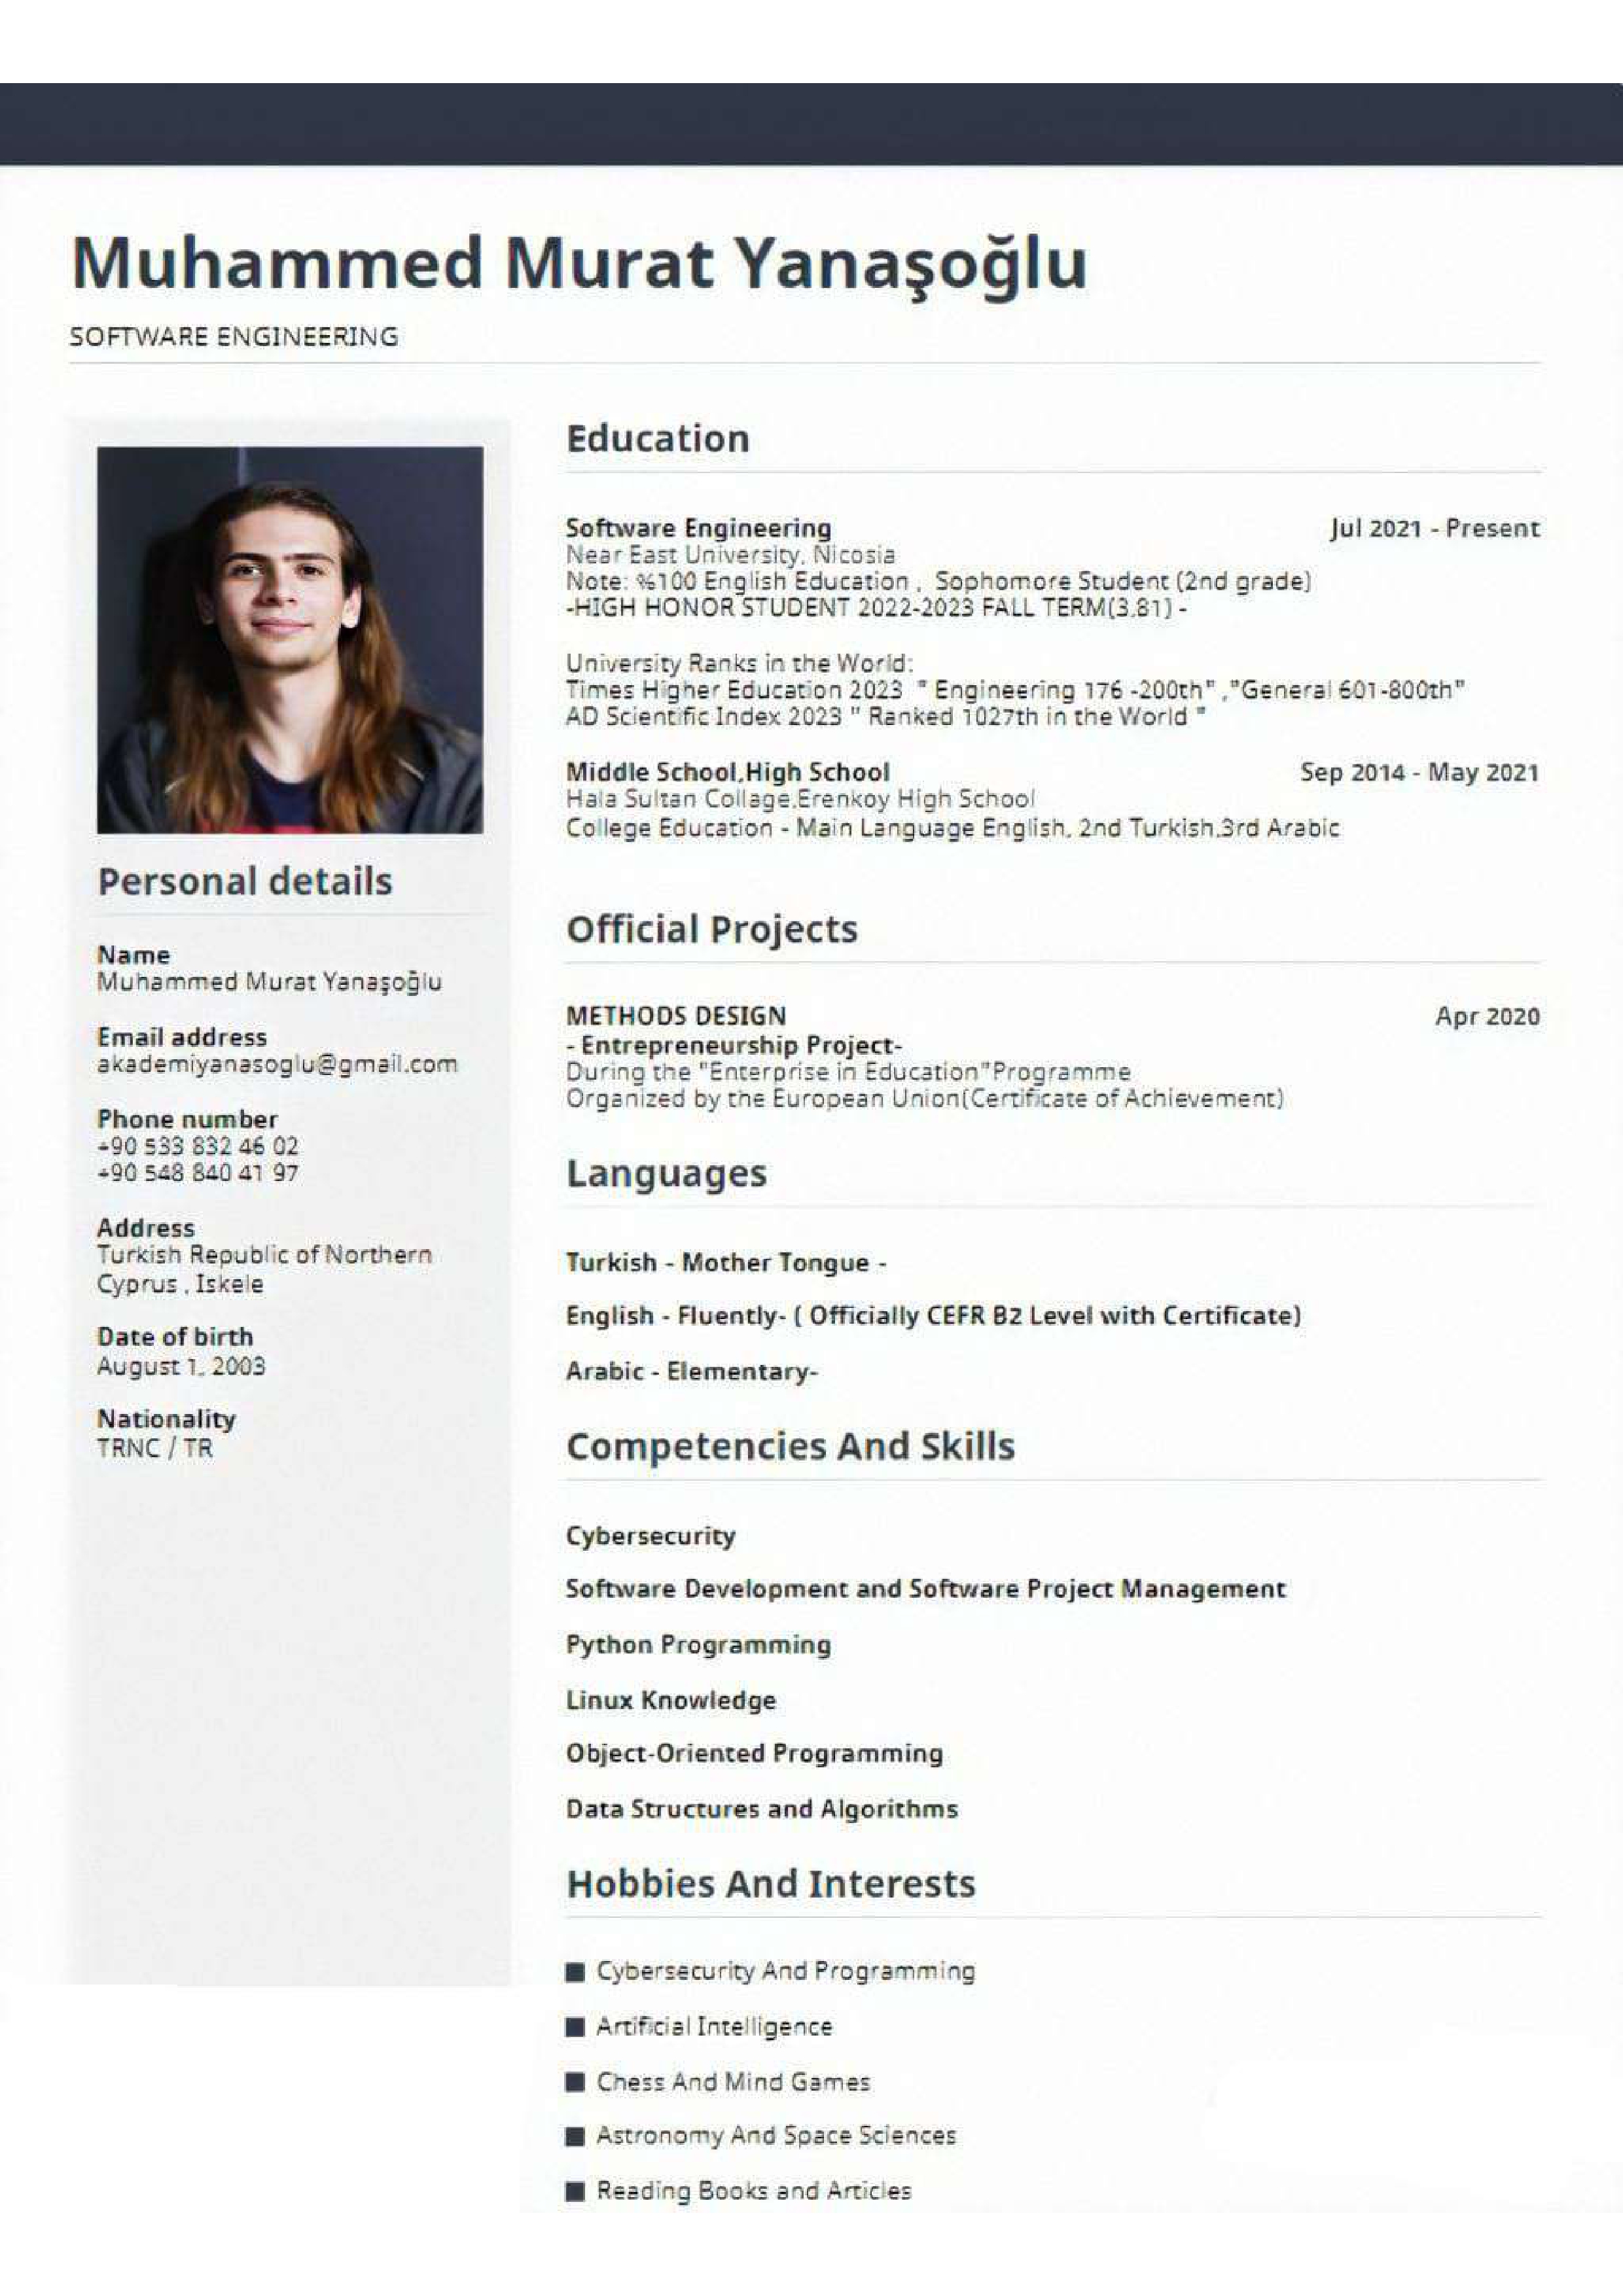 Muhammed Murat Yanaşoğlu
SOFTWARE ENGINEERING
Personal details
Name
Muhammed Murat Yanaşoğlu
Email address
akademiyanasoglu@gmail.com
Phone number
+90 533 832 46 02
+90 548 840 41 97
Address
Turkish Republic of Northern
Cyprus , Iskele
Date of birth
August 1, 2003
Nationality
TRNC / TR
Education
Software Engineering Jul 2021 - Present
Near East University, Nicosia
Note: %100 English Education , Sophomore Student (2nd grade)
-HIGH HONOR STUDENT 2022-2023 FALL TERM(3,81) -
University Ranks in the World:
Times Higher Education 2023 " Engineering 176 -200th" ,"General 601-800th"
AD Scientific Index 2023 " Ranked 1027th in the World "
Middle School,High School Sep 2014 - May 2021
Hala Sultan Collage,Erenkoy High School
College Education - Main Language English, 2nd Turkish,3rd Arabic
Official Projects
METHODS DESIGN Apr 2020
- Entrepreneurship Project-
During the "Enterprise in Education"Programme
Organized by the European Union(Certificate of Achievement)
Languages
Turkish - Mother Tongue -
English - Fluently- ( Officially CEFR B2 Level with Certificate)
Arabic - Elementary-
Competencies And Skills
Cybersecurity
Software Development and Software Project Management
Python Programming
Linux Knowledge
Object-Oriented Programming
Data Structures and Algorithms
Hobbies And Interests
Cybersecurity And Programming
Artificial Intelligence
Chess And Mind Games
Astronomy And Space Sciences
Reading Books and Articles